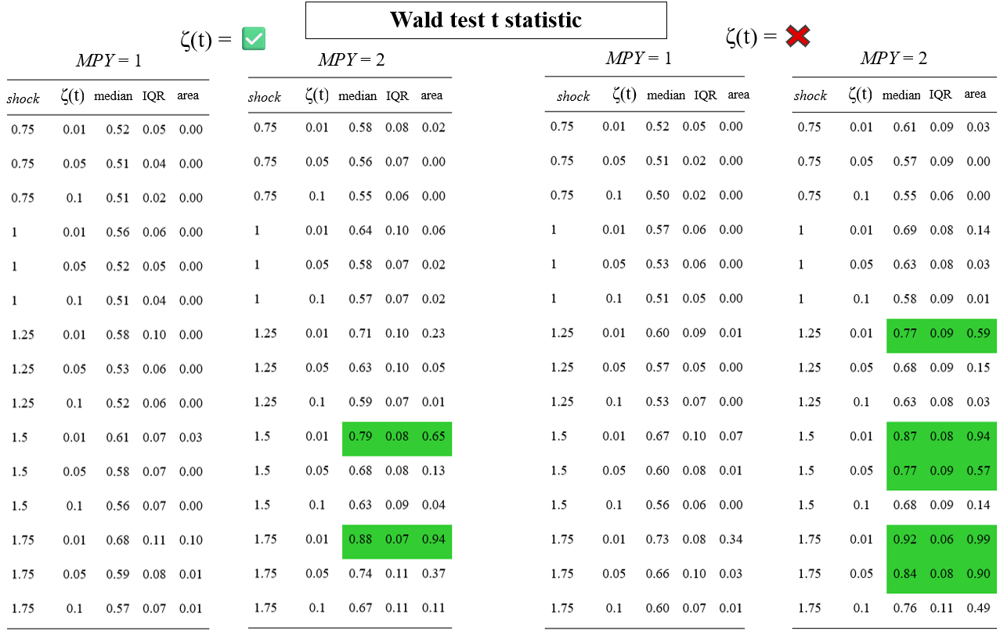 Wald test t statistic
ζ(t) = ✅
ζ(t) = ❌
MPY = 1
shock ζ(t) median IQR area
0.75 0.01 0.52 0.05 0.00
0.75 0.05 0.51 0.04 0.00
0.75 0.1 0.51 0.02 0.00
1 0.01 0.56 0.06 0.00
1 0.05 0.52 0.05 0.00
1 0.1 0.51 0.04 0.00
1.25 0.01 0.58 0.10 0.00
1.25 0.05 0.53 0.06 0.00
1.25 0.1 0.52 0.06 0.00
1.5 0.01 0.61 0.07 0.03
1.5 0.05 0.58 0.07 0.00
1.5 0.1 0.56 0.07 0.00
1.75 0.01 0.68 0.11 0.10
1.75 0.05 0.59 0.08 0.01
1.75 0.1 0.57 0.07 0.01
MPY = 2
shock ζ(t) median IQR area
0.75 0.01 0.58 0.08 0.02
0.75 0.05 0.56 0.07 0.00
0.75 0.1 0.55 0.06 0.00
1 0.01 0.64 0.10 0.06
1 0.05 0.58 0.07 0.02
1 0.1 0.57 0.07 0.02
1.25 0.01 0.71 0.10 0.23
1.25 0.05 0.63 0.10 0.05
1.25 0.1 0.59 0.07 0.01
1.5 0.01 0.79 0.08 0.65
1.5 0.05 0.68 0.08 0.13
1.5 0.1 0.63 0.09 0.04
1.75 0.01 0.88 0.07 0.94
1.75 0.05 0.74 0.11 0.37
1.75 0.1 0.67 0.11 0.11
MPY = 1
shock ζ(t) median IQR area
0.75 0.01 0.52 0.05 0.00
0.75 0.05 0.51 0.02 0.00
0.75 0.1 0.50 0.02 0.00
1 0.01 0.57 0.06 0.00
1 0.05 0.53 0.06 0.00
1 0.1 0.51 0.05 0.00
1.25 0.01 0.60 0.09 0.01
1.25 0.05 0.57 0.05 0.00
1.25 0.1 0.53 0.07 0.00
1.5 0.01 0.67 0.10 0.07
1.5 0.05 0.60 0.08 0.01
1.5 0.1 0.56 0.06 0.00
1.75 0.01 0.73 0.08 0.34
1.75 0.05 0.66 0.10 0.03
1.75 0.1 0.60 0.07 0.01
MPY = 2
shock ζ(t) median IQR area
0.75 0.01 0.61 0.09 0.03
0.75 0.05 0.57 0.09 0.00
0.75 0.1 0.55 0.06 0.00
1 0.01 0.69 0.08 0.14
1 0.05 0.63 0.08 0.03
1 0.1 0.58 0.09 0.01
1.25 0.01 0.77 0.09 0.59
1.25 0.05 0.68 0.09 0.15
1.25 0.1 0.63 0.08 0.03
1.5 0.01 0.87 0.08 0.94
1.5 0.05 0.77 0.09 0.57
1.5 0.1 0.68 0.09 0.14
1.75 0.01 0.92 0.06 0.99
1.75 0.05 0.84 0.08 0.90
1.75 0.1 0.76 0.11 0.49